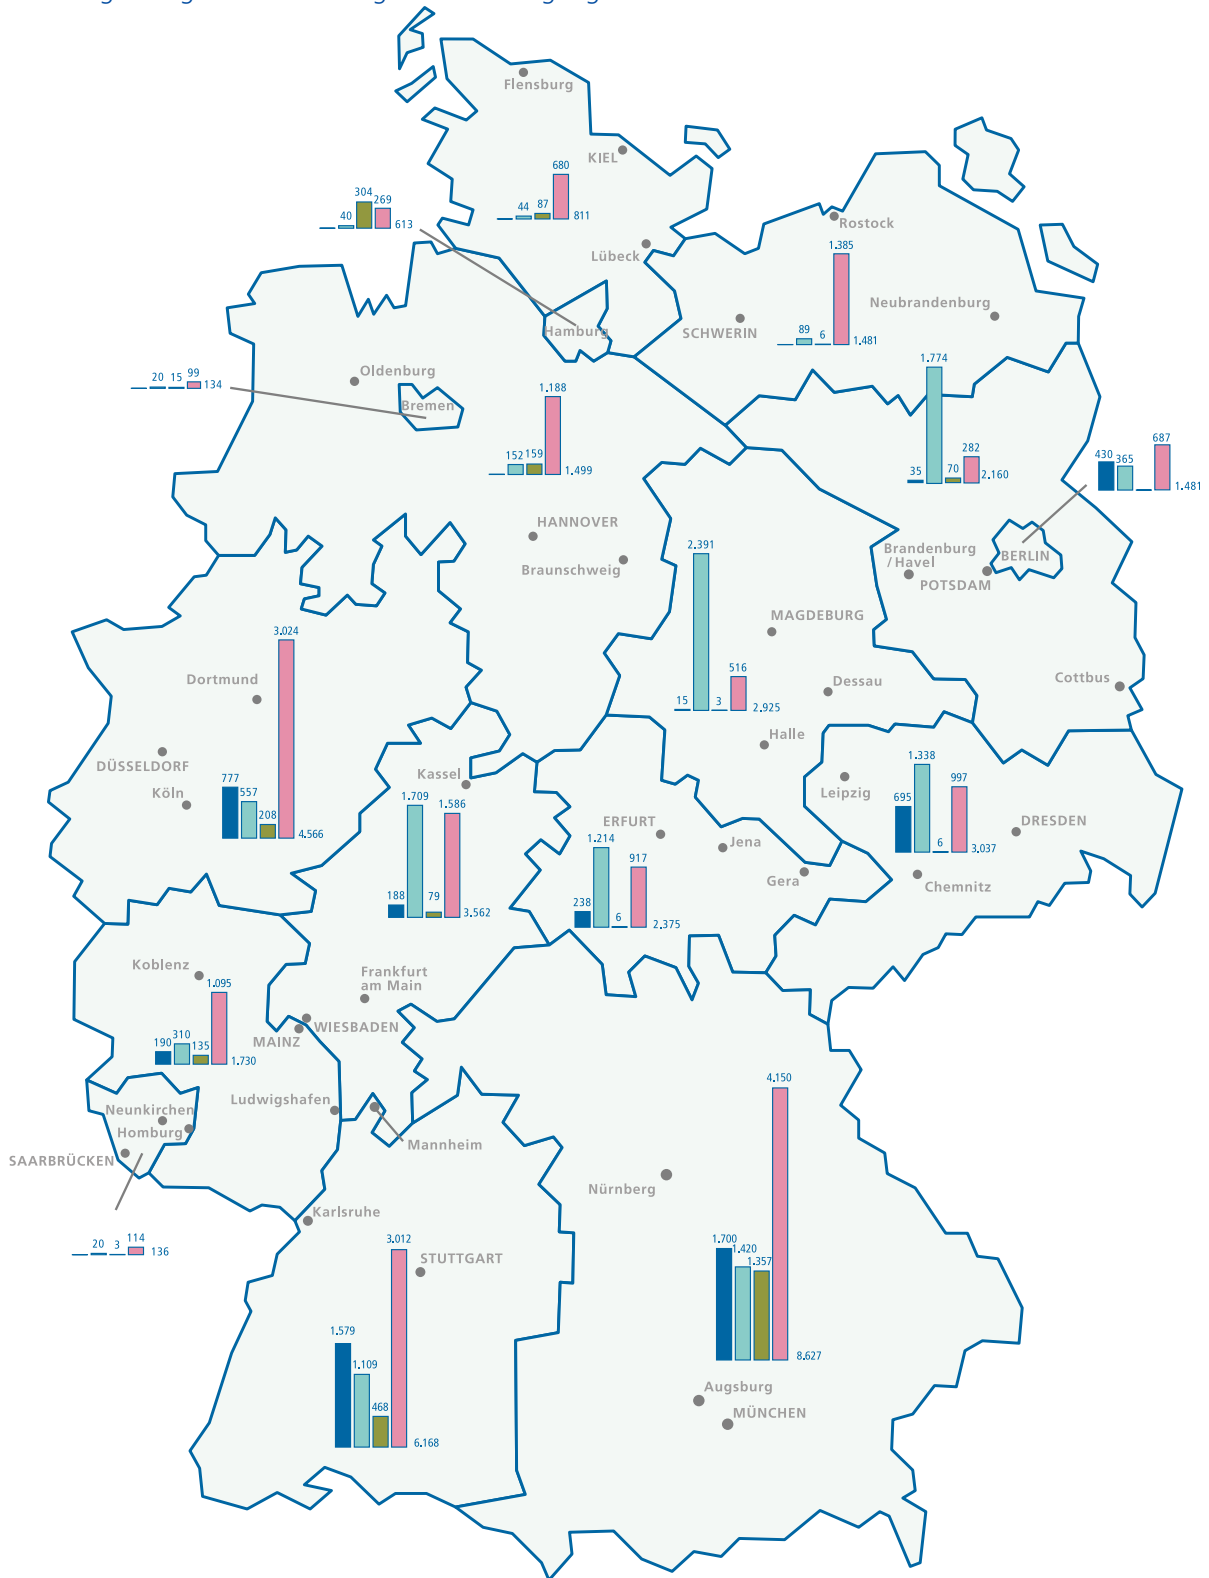 Flensburg
KIEL
680
304
269
40
613
44
87
811
Rostock
Lübeck
1.385
Neubrandenburg
Hamburg
SCHWERIN
89
6
1.481
1.774
99
20
15
134
Oldenburg
Bremen
1.188
152
159
1.499
35
70
282
2.160
687
430
365
1.481
HANNOVER
Braunschweig
Brandenburg
/Havel
BERLIN
POTSDAM
2.391
MAGDEBURG
3.024
Dortmund
516
Dessau
Cottbus
15
3
2.925
Halle
DÜSSELDORF
Köln
777
557
208
4.566
Kassel
1.709
1.586
188
79
3.562
ERFURT
1.214
Jena
917
Gera
238
6
2.375
Leipzig
1.338
997
695
6
3.037
DRESDEN
Chemnitz
Koblenz
1.095
Frankfurt
am Main
WIESBADEN
MAINZ
190
310
135
1.730
Ludwigshafen
Neunkirchen
Homburg
SAARBRÜCKEN
Mannheim
4.150
Nürnberg
Karlsruhe
20
3
114
136
3.012
STUTTGART
1.700
1.420
1.357
8.627
1.579
1.109
468
6.168
Augsburg
MÜNCHEN